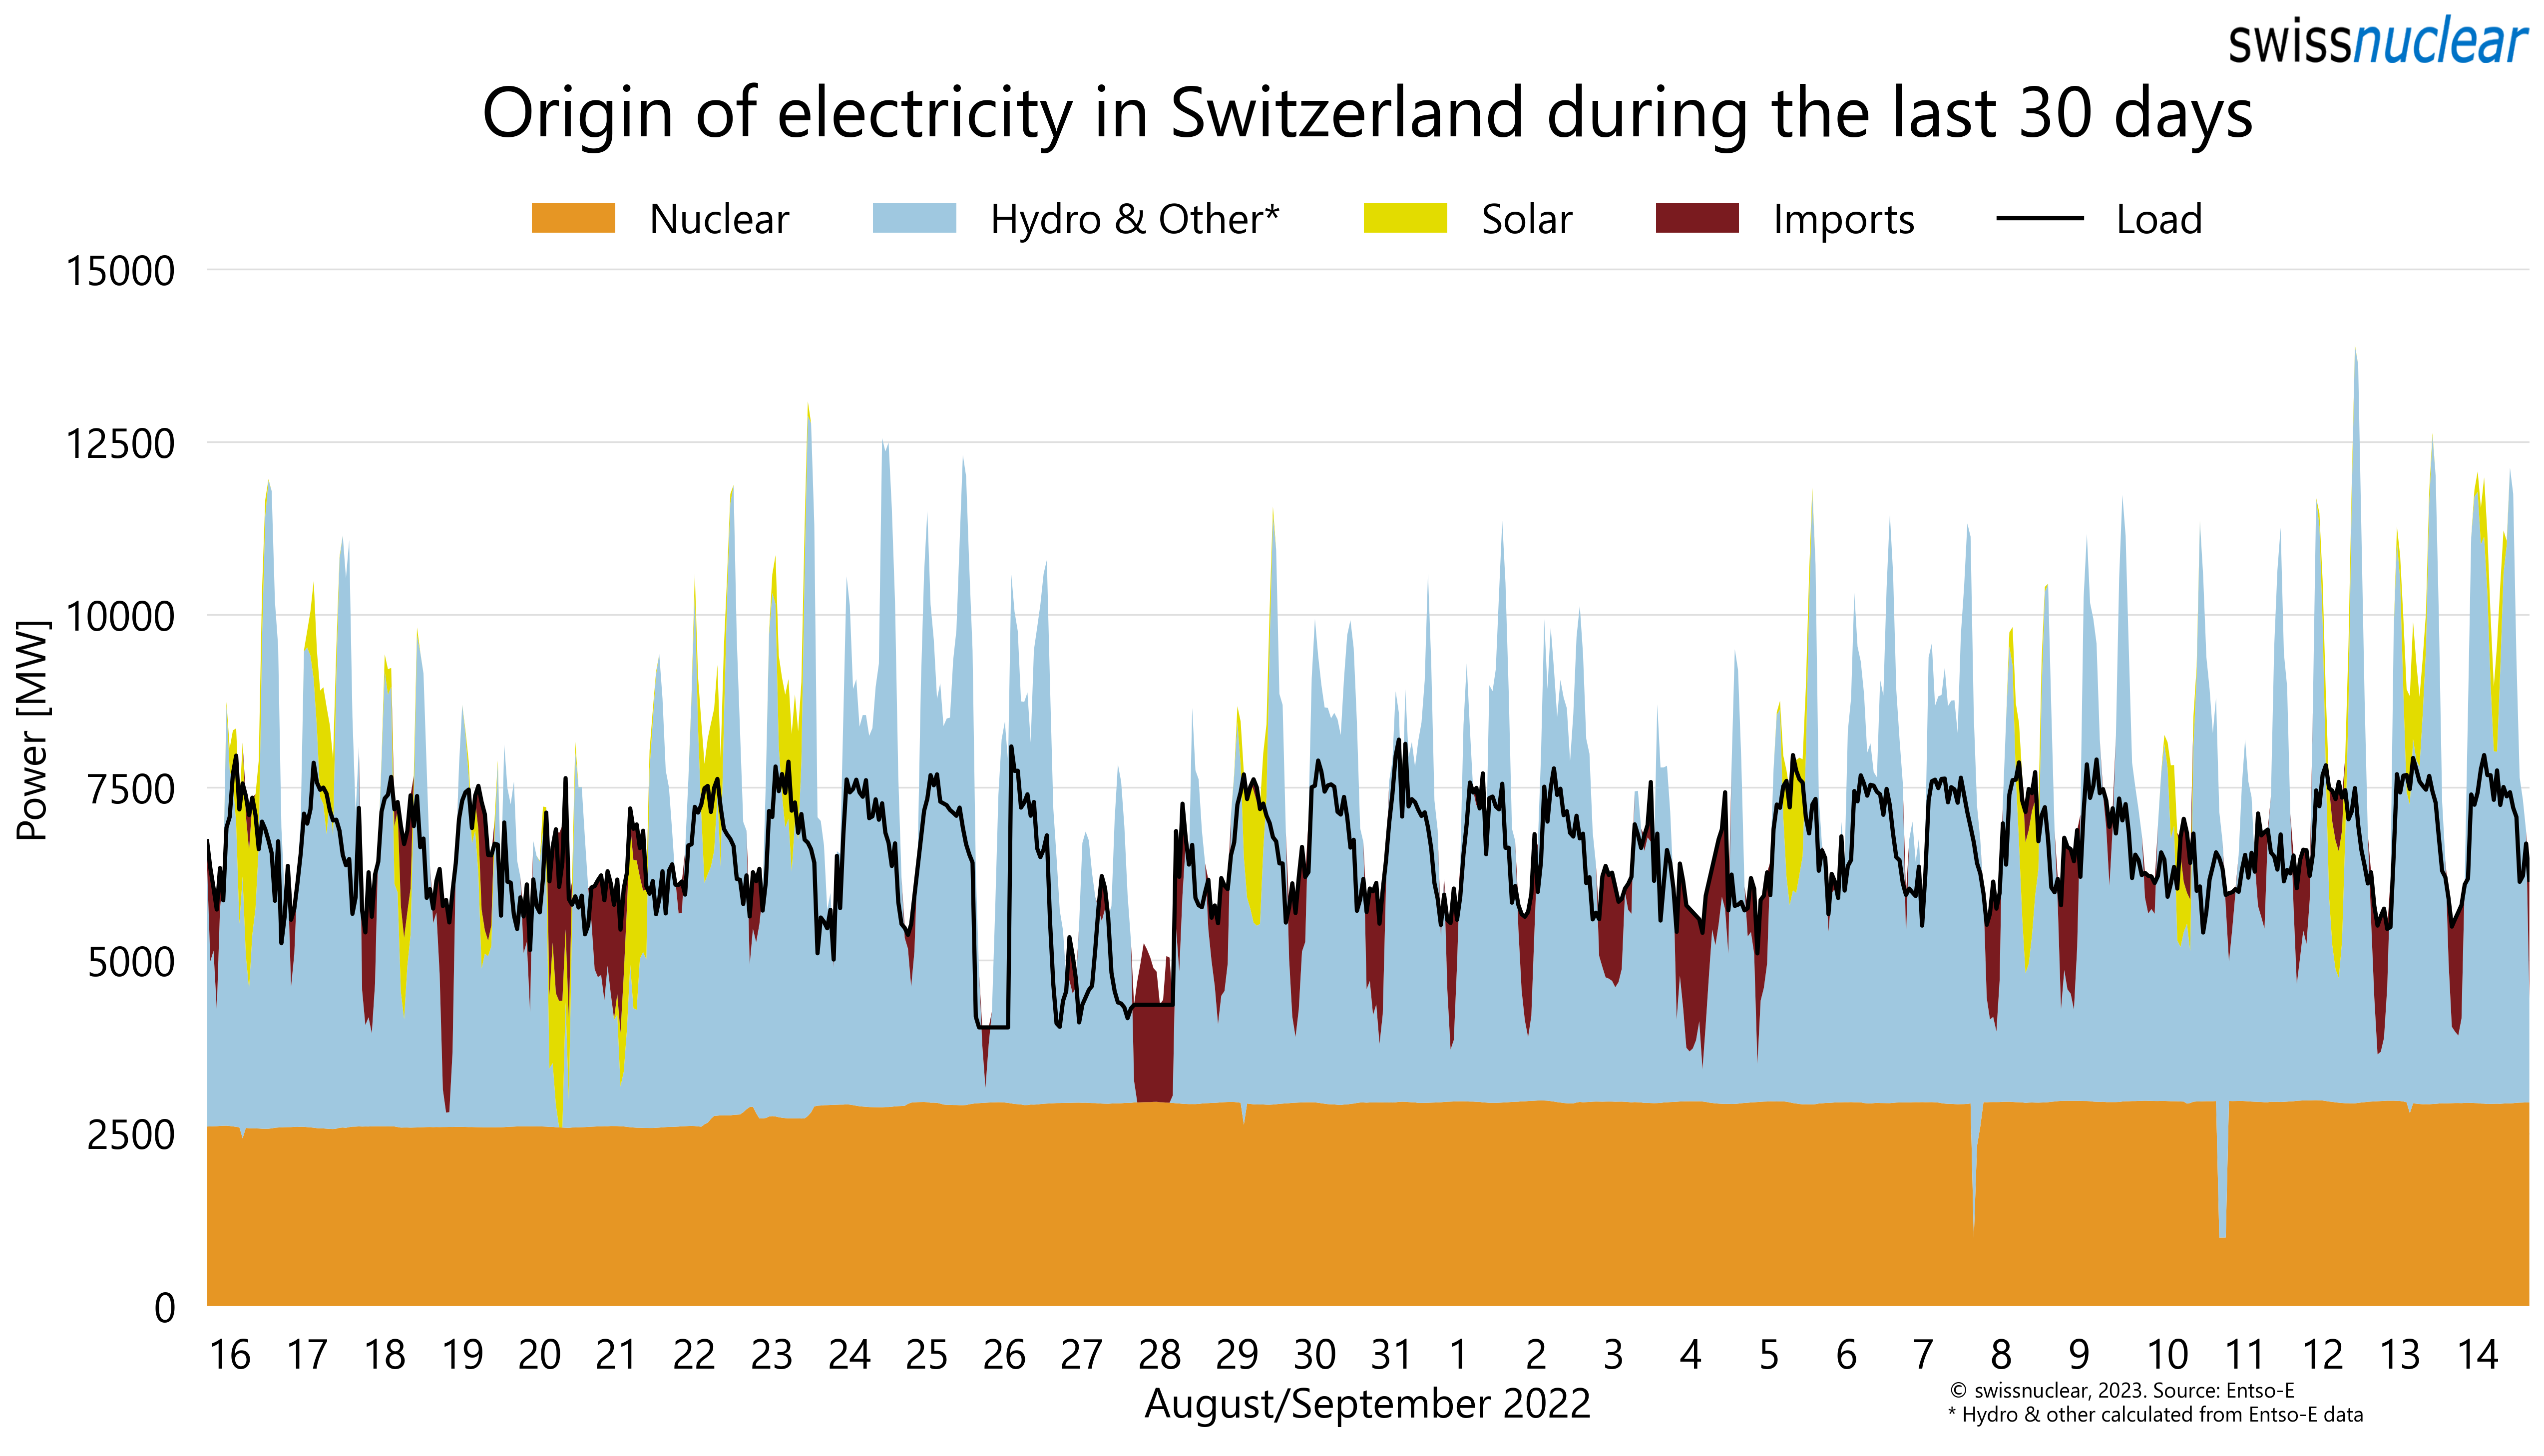 swissnuclear
Origin of electricity in Switzerland during the last 30 days
Nuclear Hydro & Other* Solar Imports Load
15000
12500
10000
7500
5000
2500
0
Power [MW]
16 17 18 19 20 21 22 23 24 25 26 27 28 29 30 31 1 2 3 4 5 6 7 8 9 10 11 12 13 14
August/September 2022
© swissnuclear, 2023. Source: Entso-E
* Hydro & other calculated from Entso-E data